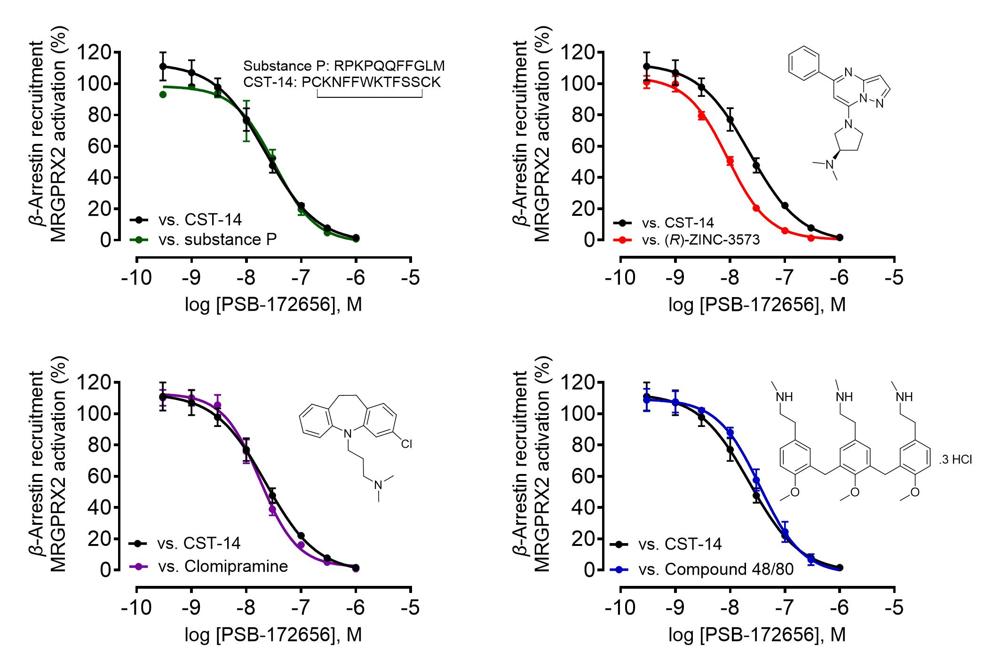 β-Arrestin recruitment
MRGPRX2 activation (%)
120
100
80
60
40
20
0
Substance P: RPKPQQFFGLM
CST-14: PCKNFFWKTFSSCK
vs. CST-14
vs. substance P
-10 -9 -8 -7 -6 -5
log [PSB-172656], M
β-Arrestin recruitment
MRGPRX2 activation (%)
120
100
80
60
40
20
0
N
N
N
N
N
vs. CST-14
vs. (R)-ZINC-3573
-10 -9 -8 -7 -6 -5
log [PSB-172656], M
β-Arrestin recruitment
MRGPRX2 activation (%)
120
100
80
60
40
20
0
N
Cl
N
vs. CST-14
vs. Clomipramine
-10 -9 -8 -7 -6 -5
log [PSB-172656], M
β-Arrestin recruitment
MRGPRX2 activation (%)
120
100
80
60
40
20
0
NH NH NH
.3 HCl
O O O
vs. CST-14
vs. Compound 48/80
-10 -9 -8 -7 -6 -5
log [PSB-172656], M